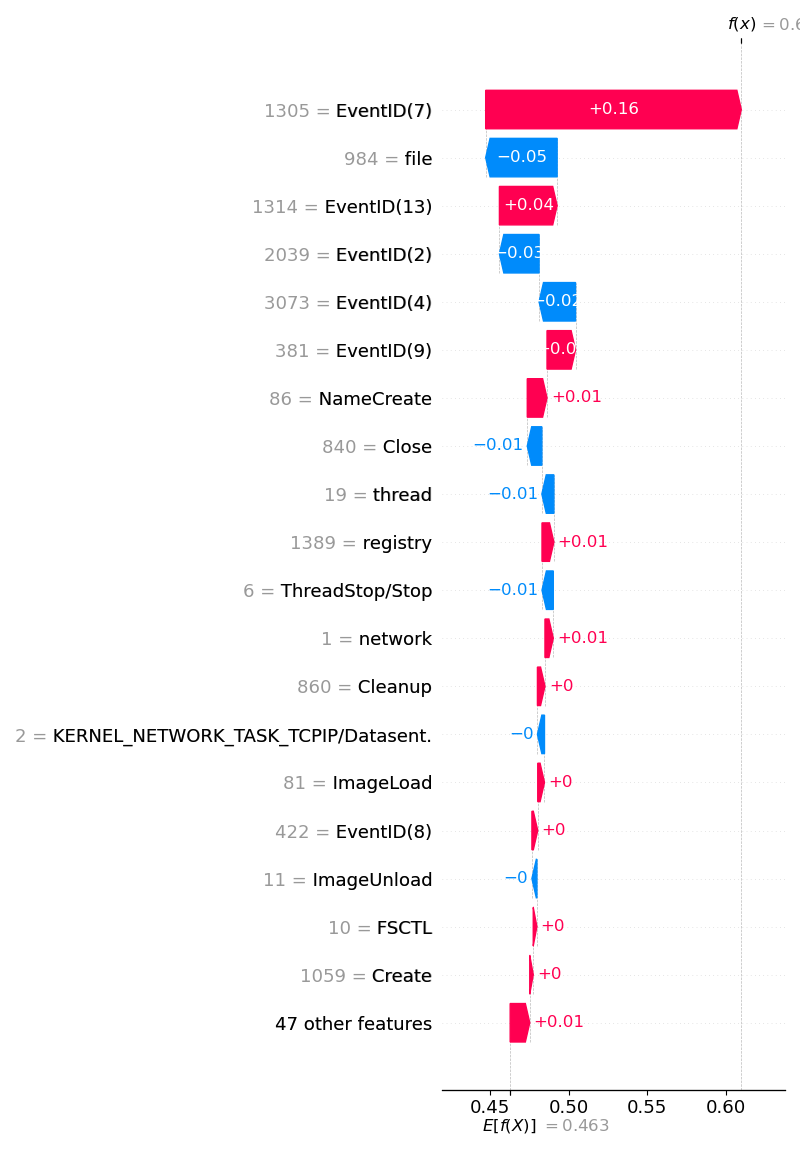 f(x) = 0.6
1305 = EventID(7) +0.16
984 = file −0.05
1314 = EventID(13) +0.04
2039 = EventID(2) −0.03
3073 = EventID(4) −0.02
381 = EventID(9) +0.0
86 = NameCreate +0.01
840 = Close −0.01
19 = thread −0.01
1389 = registry +0.01
6 = ThreadStop/Stop −0.01
1 = network +0.01
860 = Cleanup +0
2 = KERNEL_NETWORK_TASK_TCPIP/Datasent. −0
81 = ImageLoad +0
422 = EventID(8) +0
11 = ImageUnload −0
10 = FSCTL +0
1059 = Create +0
47 other features +0.01
0.45 0.50 0.55 0.60
E[f(X)] = 0.463